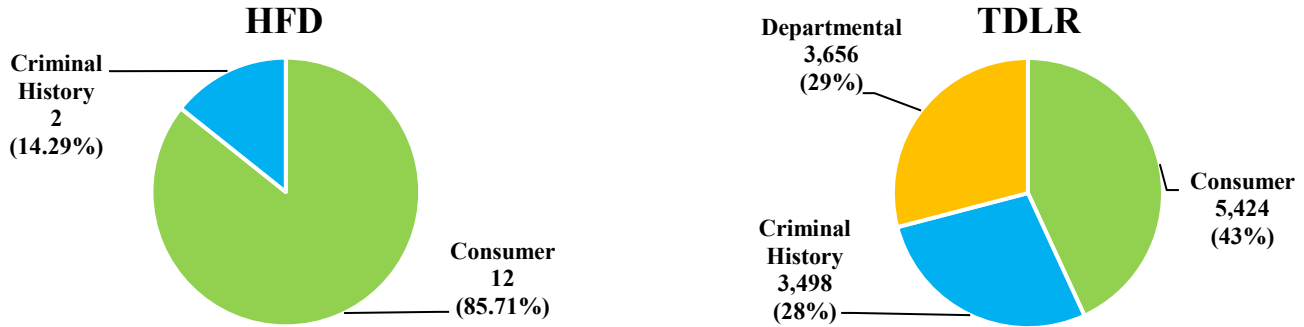 HFD
Criminal
History
2
(14.29%)
Consumer
12
(85.71%)
TDLR
Departmental
3,656
(29%)
Consumer
5,424
(43%)
Criminal
History
3,498
(28%)